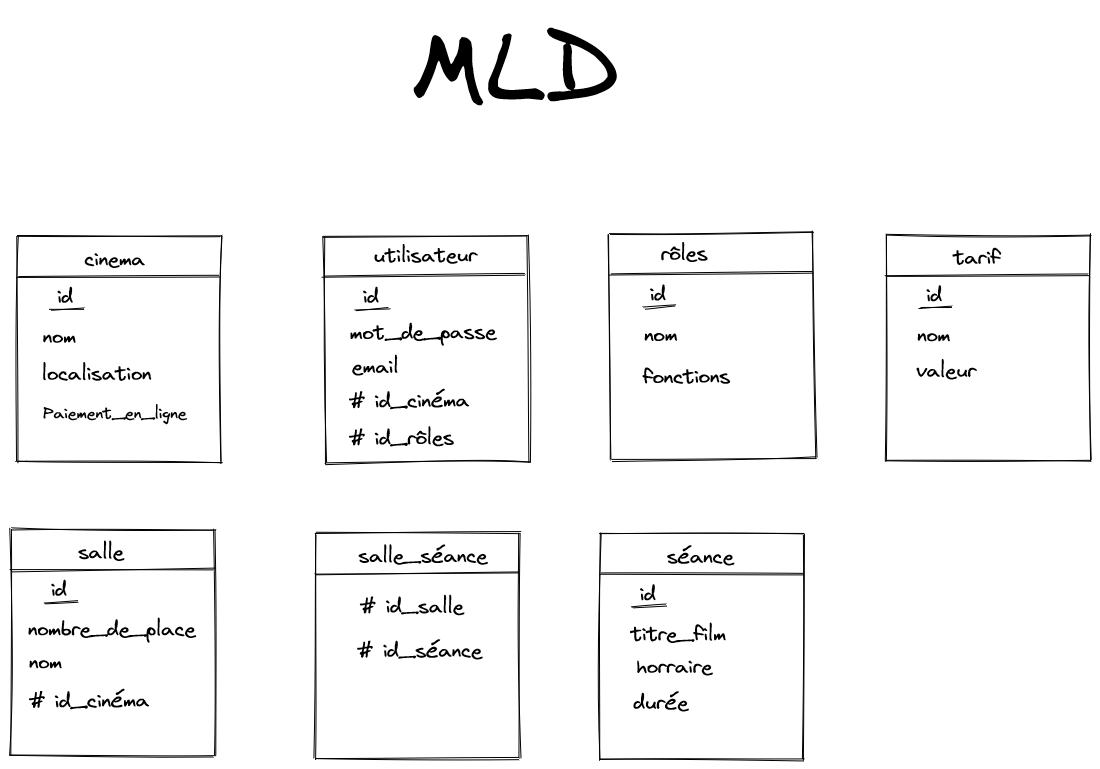 MLD
cinema
id
nom
localisation
Paiement_en_ligne
utilisateur
id
mot_de_passe
email
# id_cinéma
# id_rôles
rôles
id
nom
fonctions
tarif
id
nom
valeur
salle
id
nombre_de_place
nom
# id_cinéma
salle_séance
# id_salle
# id_séance
séance
id
titre_film
horraire
durée